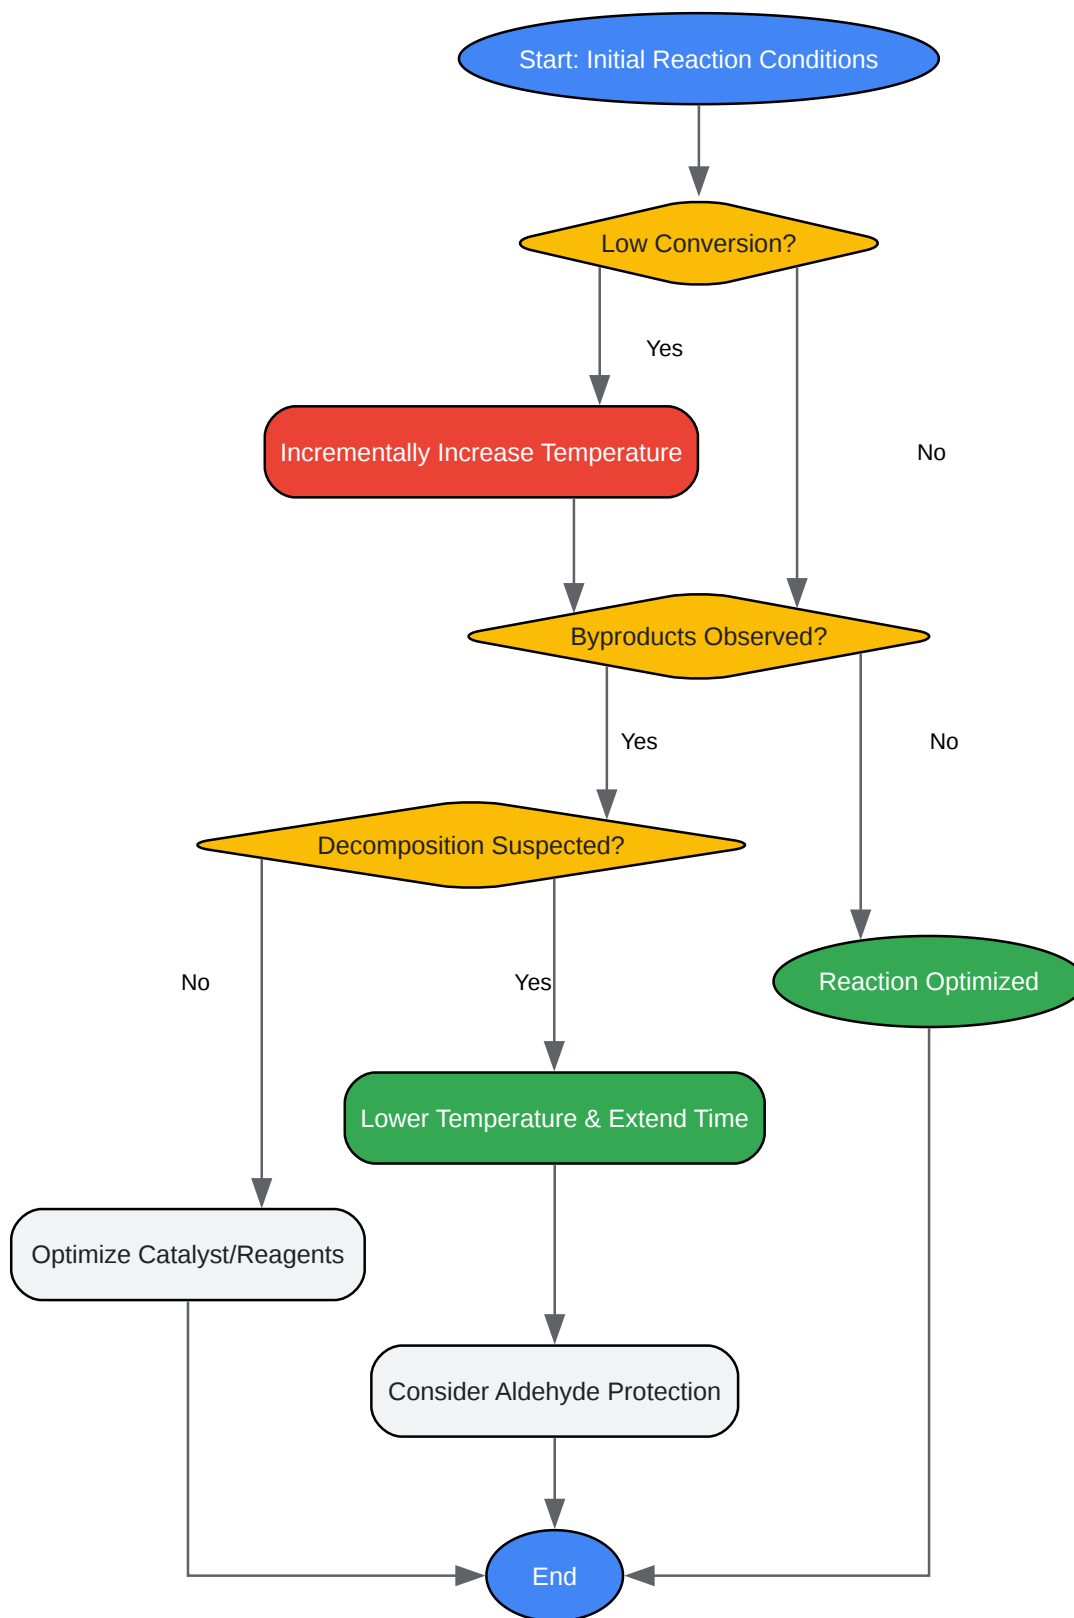 Start: Initial Reaction Conditions
Low Conversion?
Yes
Incrementally Increase Temperature
No
Byproducts Observed?
Yes
No
Decomposition Suspected?
No
Yes
Reaction Optimized
Lower Temperature & Extend Time
Optimize Catalyst/Reagents
Consider Aldehyde Protection
End